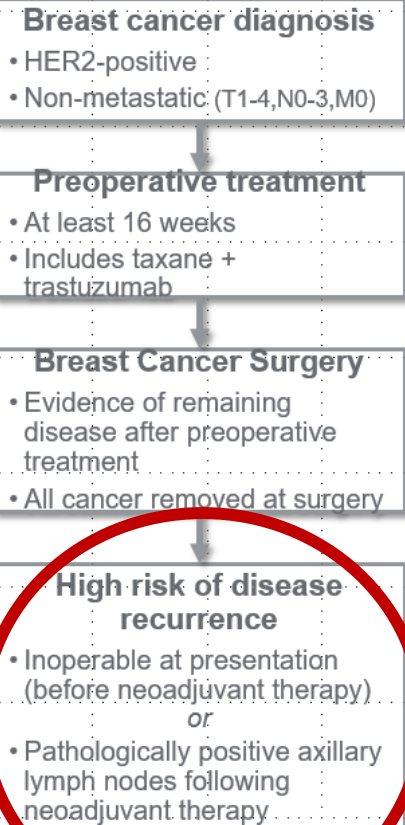 Breast cancer diagnosis
• HER2-positive
• Non-metastatic (T1-4,N0-3,M0)
Preoperative treatment
• At least 16 weeks
• Includes taxane +
trastuzumab
Breast Cancer Surgery
• Evidence of remaining
disease after preoperative
treatment
• All cancer removed at surgery
High risk of disease
recurrence
• Inoperable at presentation
(before neoadjuvant therapy)
or
• Pathologically positive axillary
lymph nodes following
neoadjuvant therapy